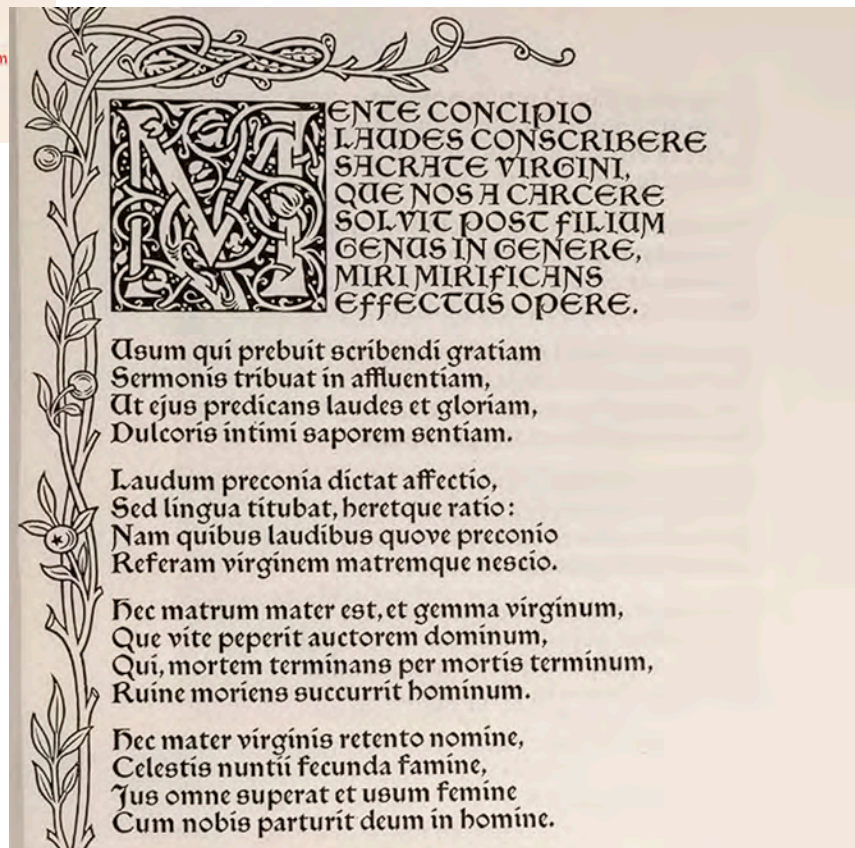 m
MENTE CONCIPIO
LAUDES CONSCRIBERE
SACRATE VIRGINI,
QUE NOS A CARCERE
SOLVIT POST FILIUM
GENUS IN GENERE,
MIRI MIRIFICANS
EFFECTUS OPERE.
Usum qui prebuit scribendi gratiam
Sermonis tribuat in affluentiam,
Ut ejus predicans laudes et gloriam,
Dulcoris intimi saporem sentiam.
Laudum preconia dictat affectio,
Sed lingua titubat, heretque ratio:
Nam quibus laudibus quove preconio
Referam virginem matremque nescio.
Hec matrum mater est, et gemma virginum,
Que vite peperit auctorem dominum,
Qui, mortem terminans per mortis terminum,
Ruine moriens succurrit hominum.
Hec mater virginis retento nomine,
Celestis nuntii fecunda famine,
Jus omne superat et usum femine
Cum nobis parturit deum in homine.